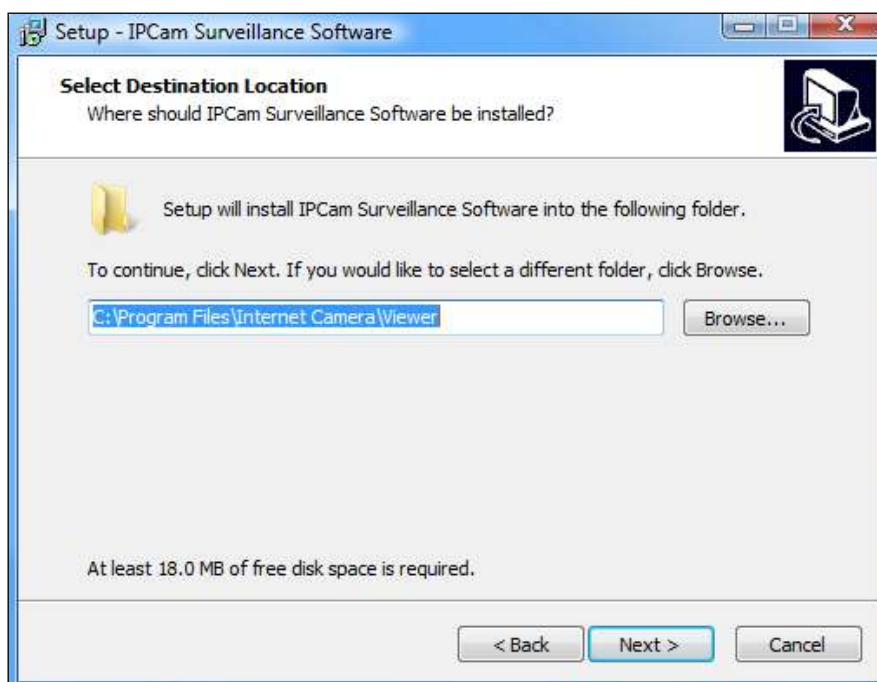 Setup - IPCam Surveillance Software
Select Destination Location
Where should IPCam Surveillance Software be installed?
Setup will install IPCam Surveillance Software into the following folder.
To continue, click Next. If you would like to select a different folder, click Browse.
C:\Program Files\Internet Camera\Viewer
Browse...
At least 18.0 MB of free disk space is required.
< Back Next > Cancel